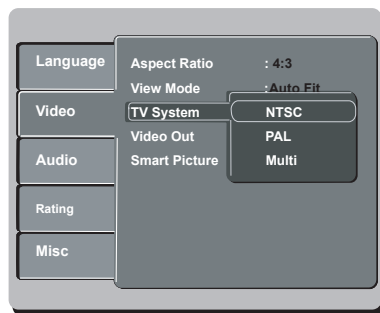 Language
Video
Audio
Rating
Misc
Aspect Ratio : 4:3
View Mode :Auto Fit
TV System NTSC
Video Out PAL
Smart Picture Multi